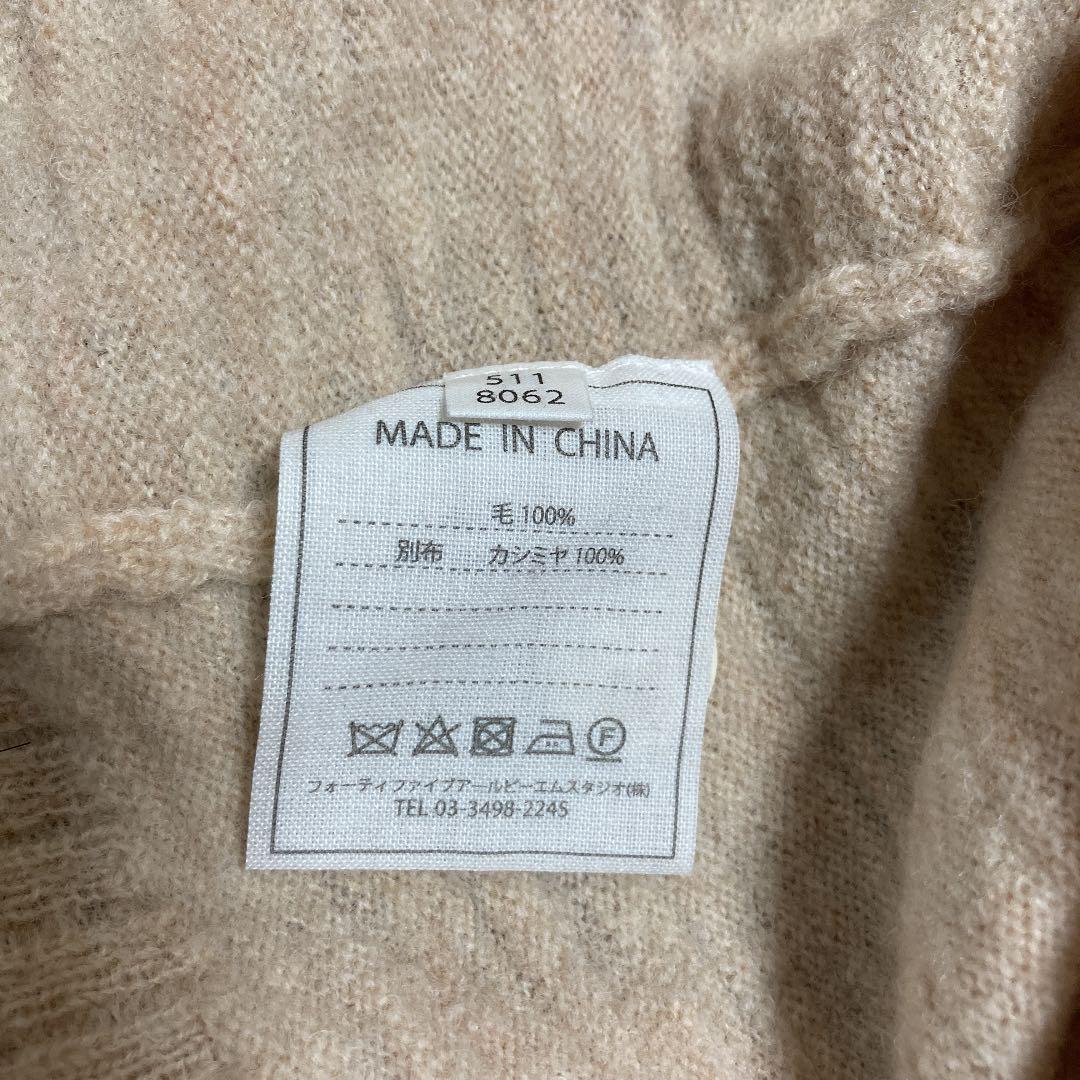 511
8062
MADE IN CHINA
毛 100%
別布 カシミヤ 100%
F
フォーティファイブアールピーエムスタジオ(株)
TEL.03-3498-2245